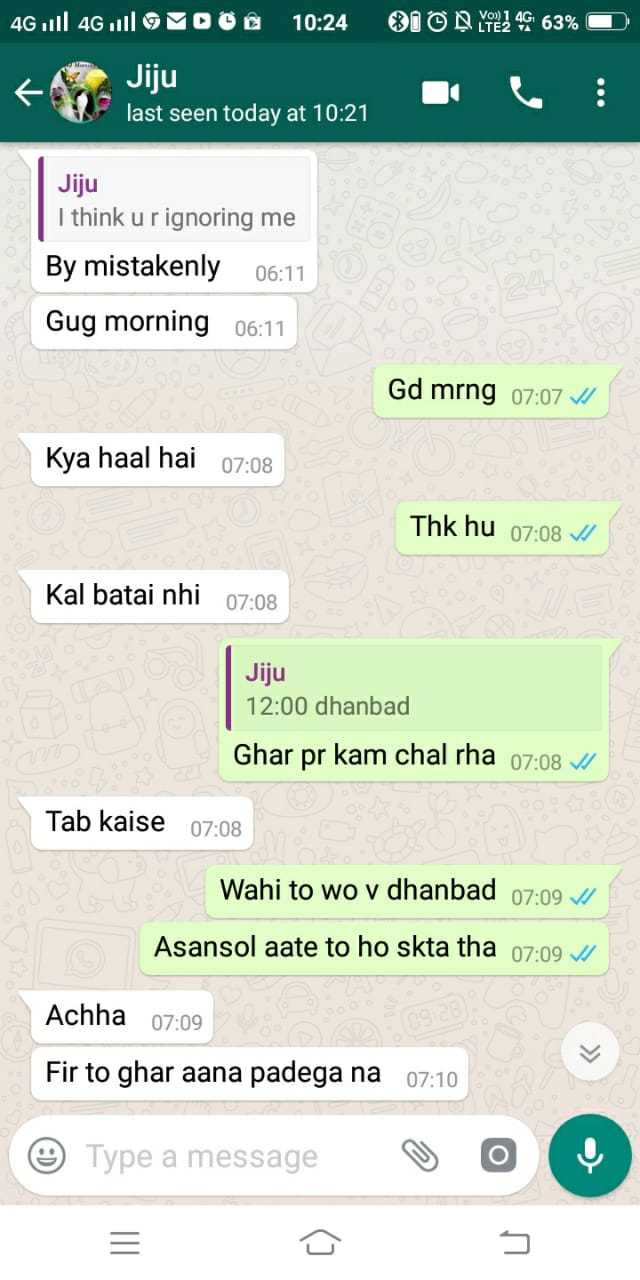 4G 4G 10:24 Vo)) 1 LTE2 4G 63%
Jiju
last seen today at 10:21
Jiju
I think u r ignoring me
By mistakenly 06:11
Gug morning 06:11
Gd mrng 07:07
Kya haal hai 07:08
Thk hu 07:08
Kal batai nhi 07:08
Jiju
12:00 dhanbad
Ghar pr kam chal rha 07:08
Tab kaise 07:08
Wahi to wo v dhanbad 07:09
Asansol aate to ho skta tha 07:09
Achha 07:09
Fir to ghar aana padega na 07:10
Type a message